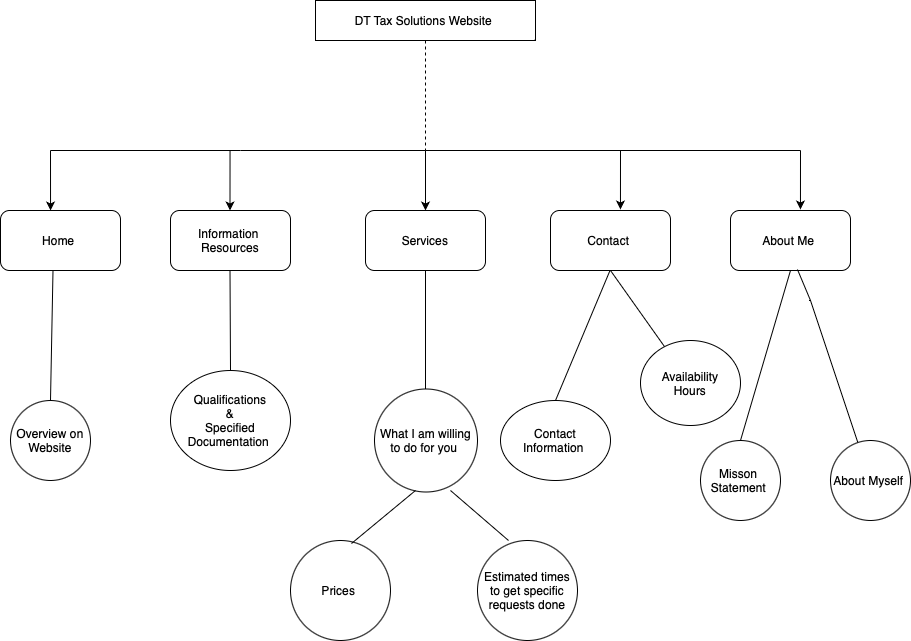 DT Tax Solutions Website
Home
Information
Resources
Services
Contact
About Me
Overview on
Website
Qualifications
&
Specified
Documentation
What I am willing
to do for you
Contact
Information
Availability
Hours
Misson
Statement
About Myself
Prices
Estimated times
to get specific
requests done